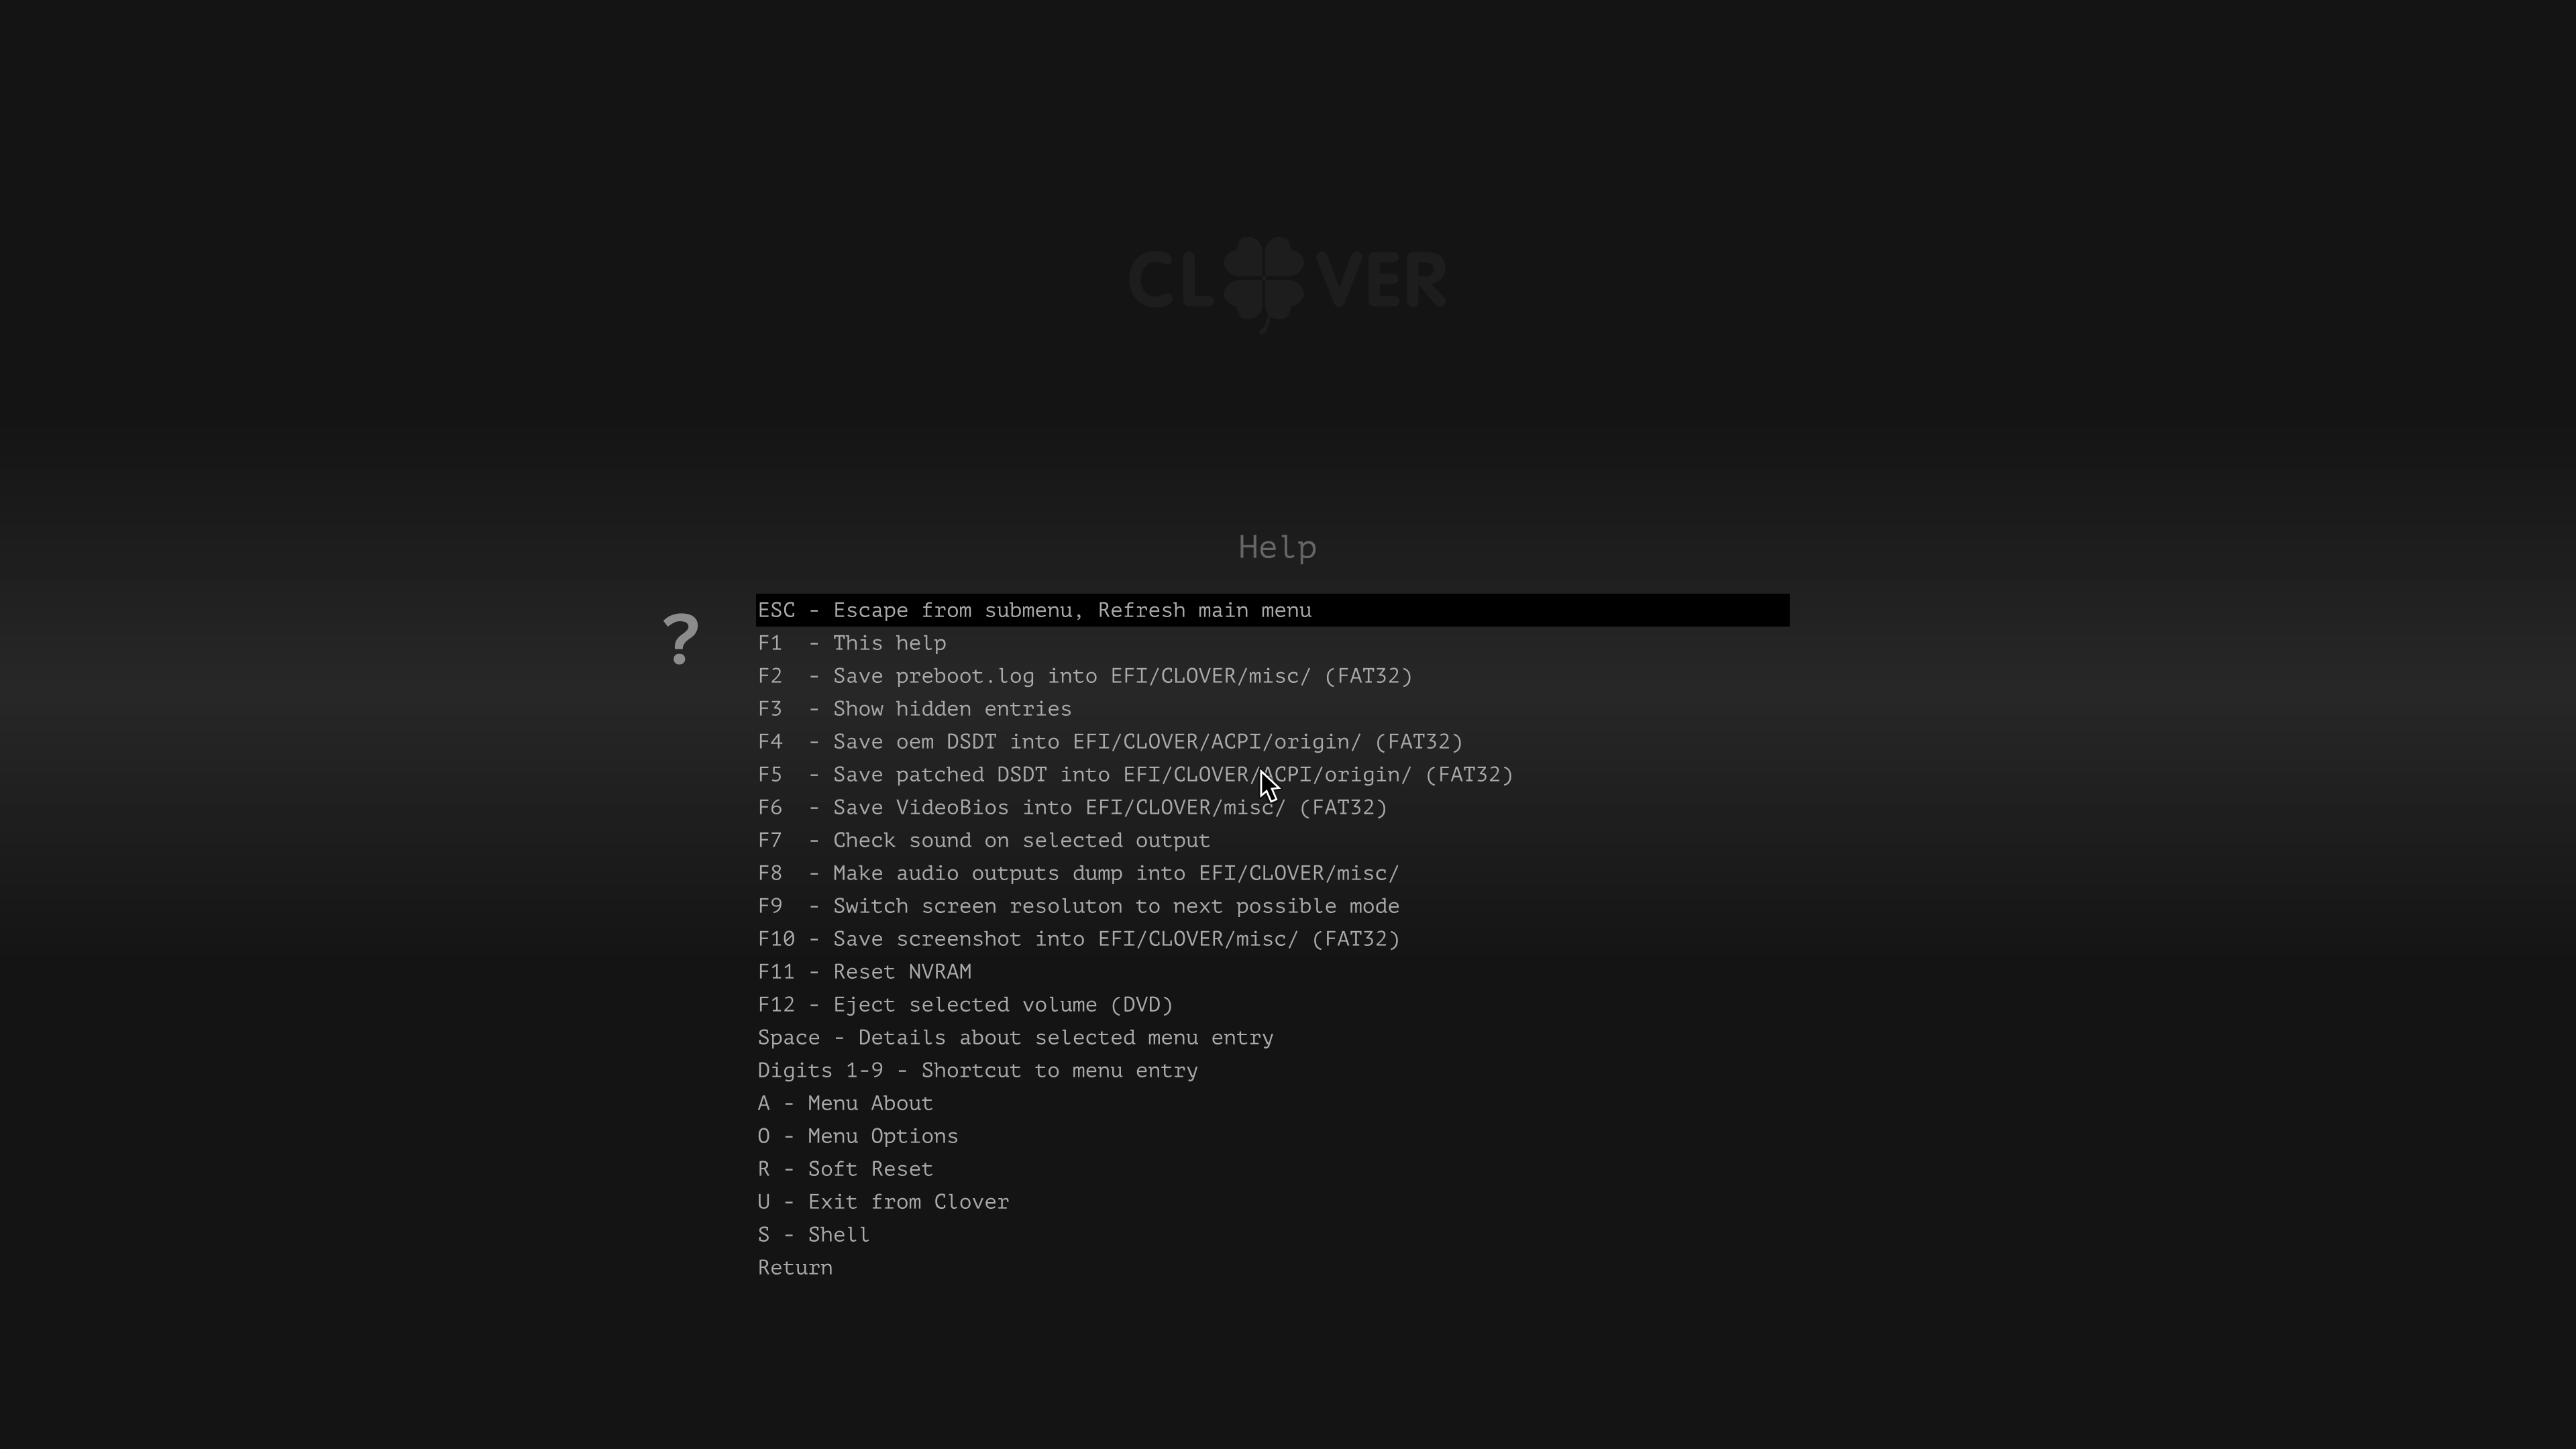 CLOVER
Help
?
ESC - Escape from submenu, Refresh main menu
F1  - This help
F2  - Save preboot.log into EFI/CLOVER/misc/ (FAT32)
F3  - Show hidden entries
F4  - Save oem DSDT into EFI/CLOVER/ACPI/origin/ (FAT32)
F5  - Save patched DSDT into EFI/CLOVER/ACPI/origin/ (FAT32)
F6  - Save VideoBios into EFI/CLOVER/misc/ (FAT32)
F7  - Check sound on selected output
F8  - Make audio outputs dump into EFI/CLOVER/misc/
F9  - Switch screen resoluton to next possible mode
F10 - Save screenshot into EFI/CLOVER/misc/ (FAT32)
F11 - Reset NVRAM
F12 - Eject selected volume (DVD)
Space - Details about selected menu entry
Digits 1-9 - Shortcut to menu entry
A - Menu About
O - Menu Options
R - Soft Reset
U - Exit from Clover
S - Shell
Return